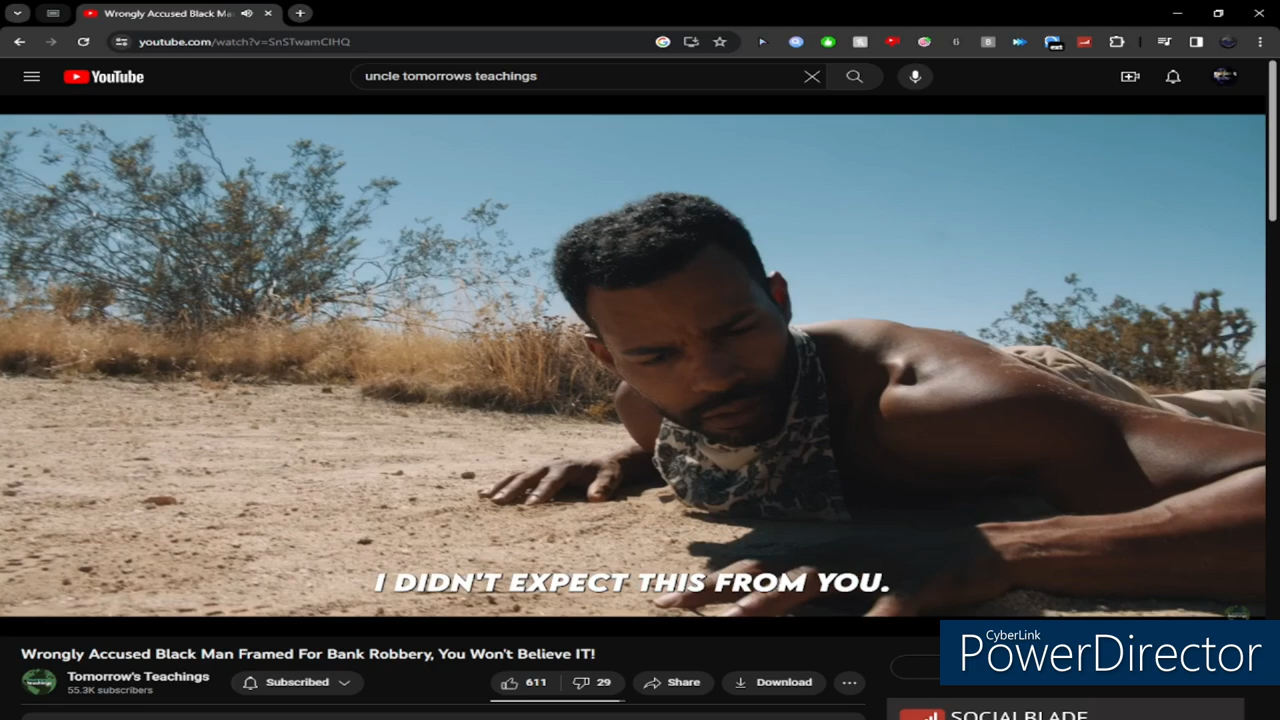 Wrongly Accused Black Ma
youtube.com/watch?v=SnSTwamCIHQ
ext
YouTube
uncle tomorrows teachings
I DIDN'T EXPECT THIS FROM YOU.
CyberLink
PowerDirector
Wrongly Accused Black Man Framed For Bank Robbery, You Won't Believe IT!
Tomorrow's Teachings
55.3K subscribers
Subscribed
611
29
Share
Download
SOCIALBLADE